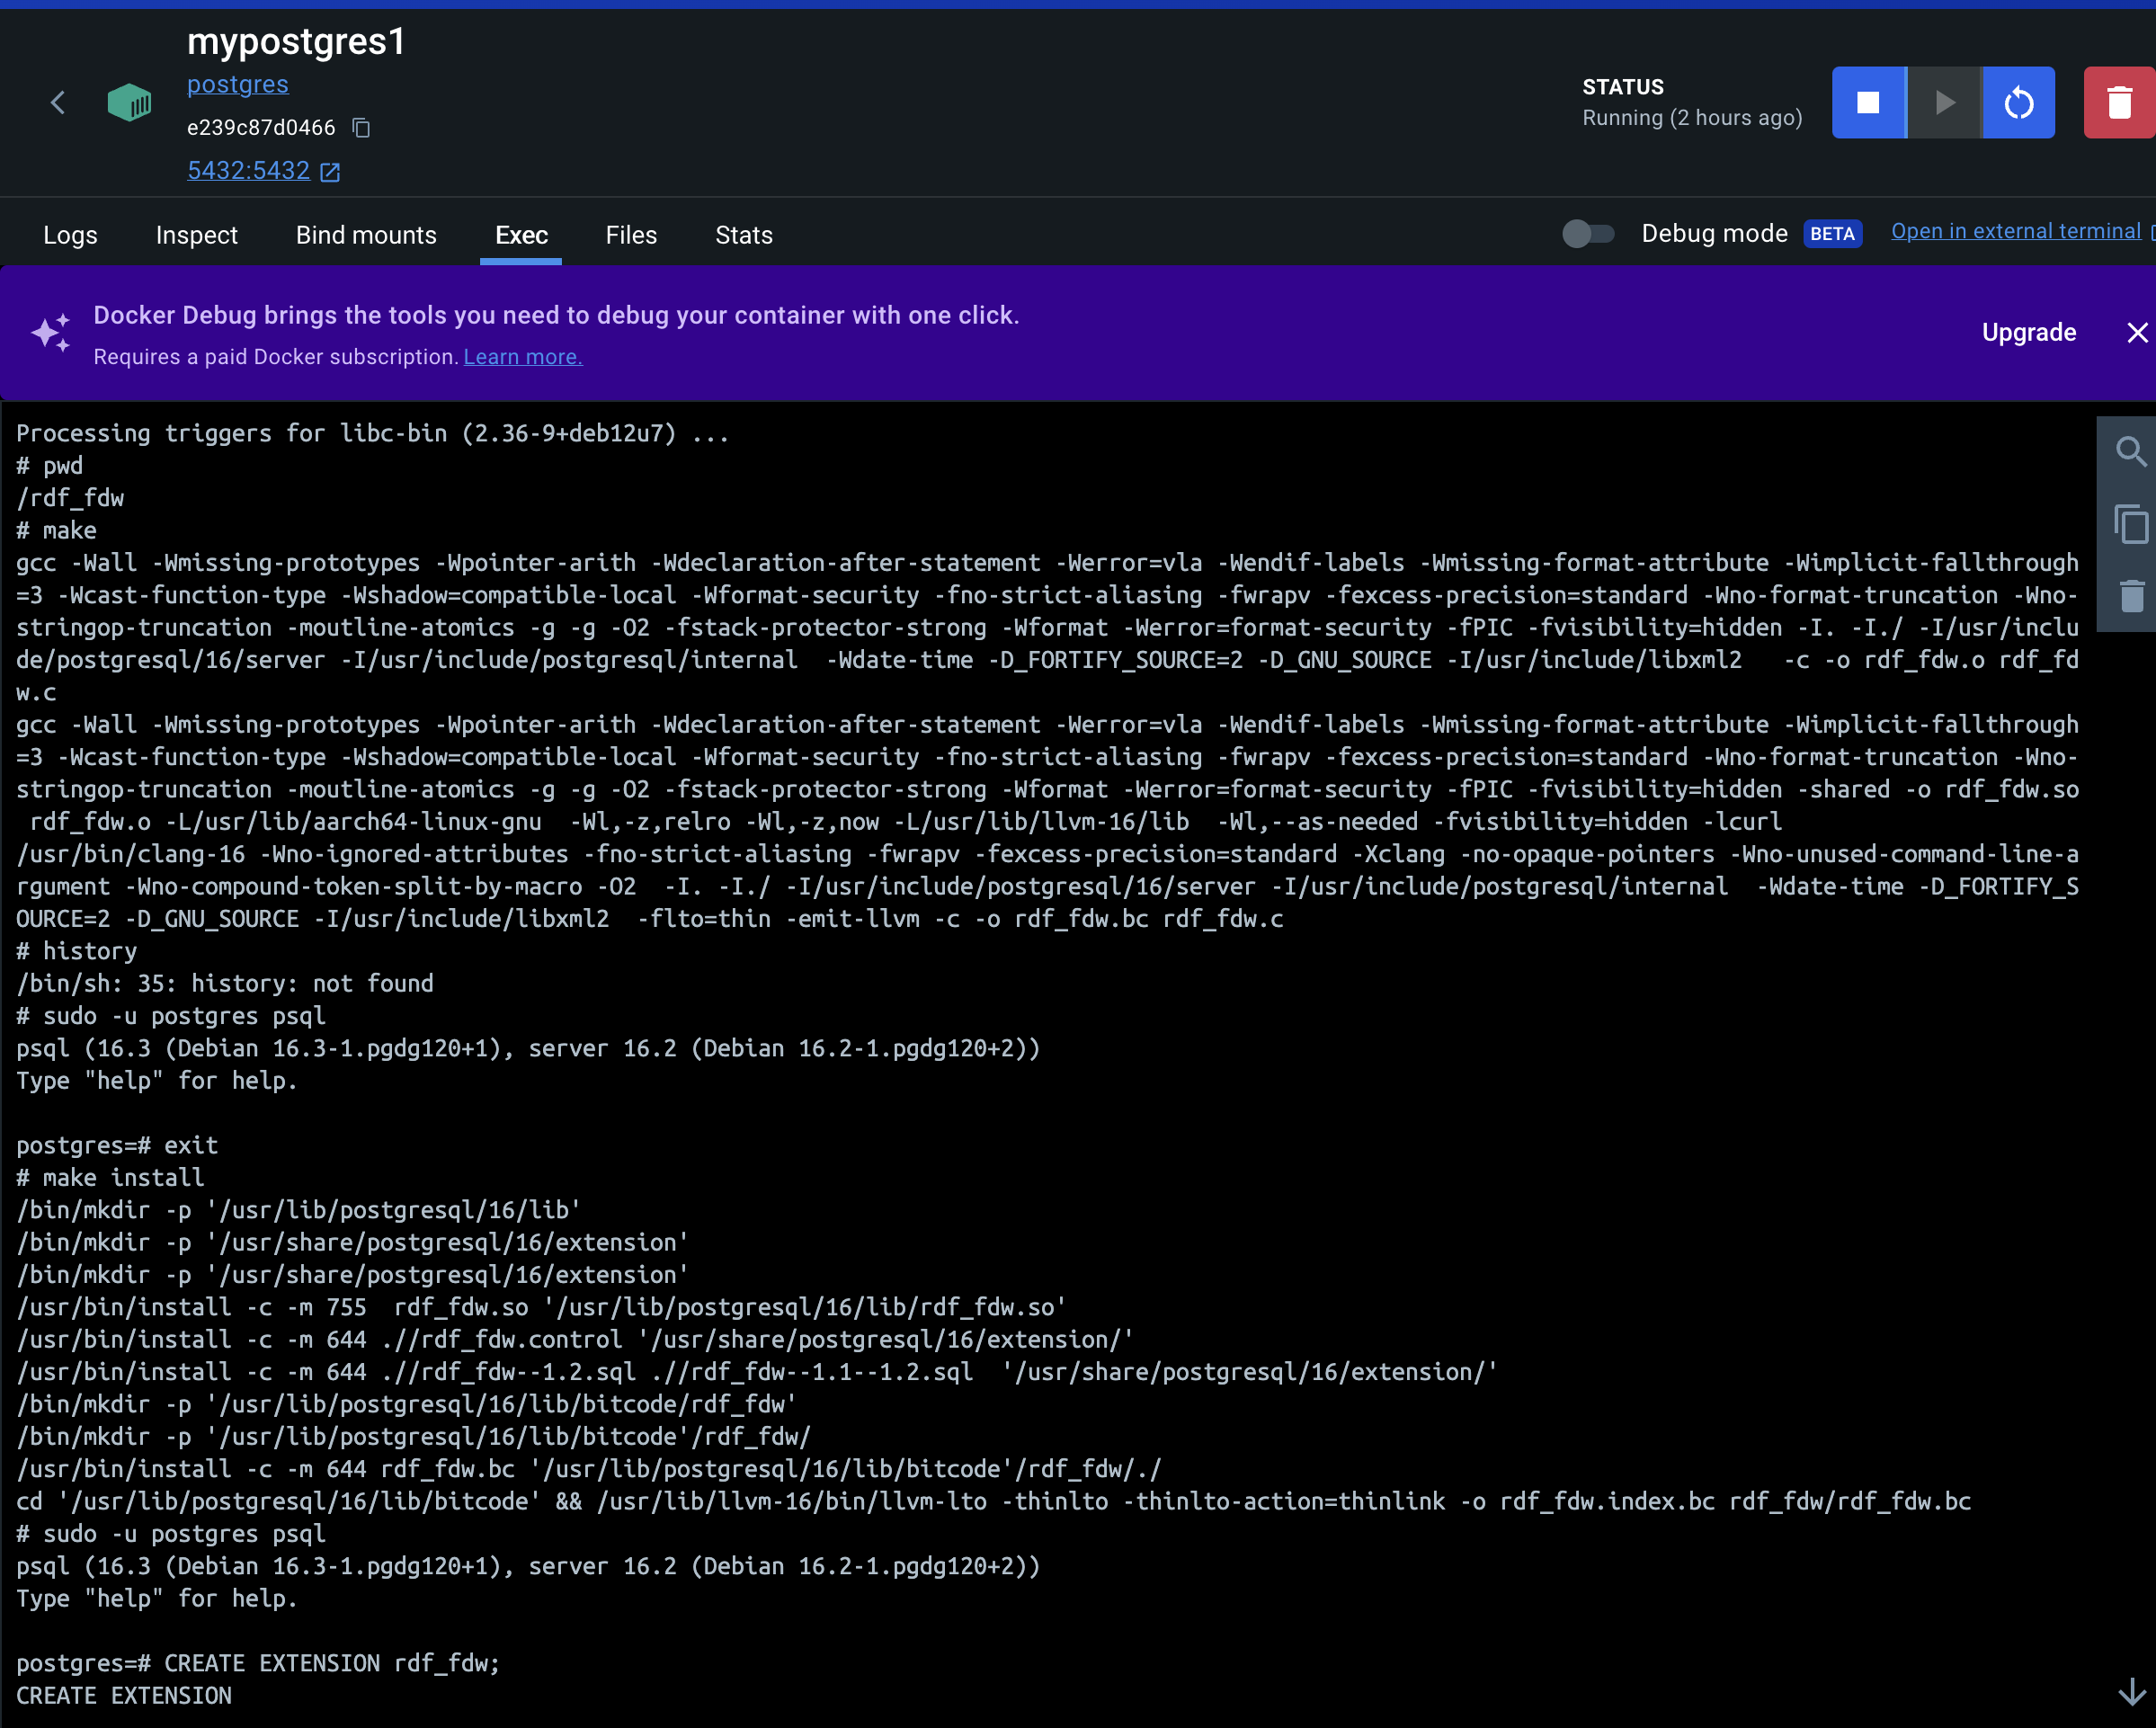 mypostgres1
postgres
e239c87d0466
5432:5432
STATUS
Running (2 hours ago)
Logs Inspect Bind mounts Exec Files Stats Debug mode BETA Open in external terminal
Docker Debug brings the tools you need to debug your container with one click.
Requires a paid Docker subscription. Learn more.
Upgrade
Processing triggers for libc-bin (2.36-9+deb12u7) ...
# pwd
/rdf_fdw
# make
gcc -Wall -Wmissing-prototypes -Wpointer-arith -Wdeclaration-after-statement -Werror=vla -Wendif-labels -Wmissing-format-attribute -Wimplicit-fallthrough
=3 -Wcast-function-type -Wshadow=compatible-local -Wformat-security -fno-strict-aliasing -fwrapv -fexcess-precision=standard -Wno-format-truncation -Wno-
stringop-truncation -moutline-atomics -g -g -O2 -fstack-protector-strong -Wformat -Werror=format-security -fPIC -fvisibility=hidden -I. -I./ -I/usr/inclu
de/postgresql/16/server -I/usr/include/postgresql/internal  -Wdate-time -D_FORTIFY_SOURCE=2 -D_GNU_SOURCE -I/usr/include/libxml2   -c -o rdf_fdw.o rdf_fd
w.c
gcc -Wall -Wmissing-prototypes -Wpointer-arith -Wdeclaration-after-statement -Werror=vla -Wendif-labels -Wmissing-format-attribute -Wimplicit-fallthrough
=3 -Wcast-function-type -Wshadow=compatible-local -Wformat-security -fno-strict-aliasing -fwrapv -fexcess-precision=standard -Wno-format-truncation -Wno-
stringop-truncation -moutline-atomics -g -g -O2 -fstack-protector-strong -Wformat -Werror=format-security -fPIC -fvisibility=hidden -shared -o rdf_fdw.so
 rdf_fdw.o -L/usr/lib/aarch64-linux-gnu  -Wl,-z,relro -Wl,-z,now -L/usr/lib/llvm-16/lib  -Wl,--as-needed -fvisibility=hidden -lcurl
/usr/bin/clang-16 -Wno-ignored-attributes -fno-strict-aliasing -fwrapv -fexcess-precision=standard -Xclang -no-opaque-pointers -Wno-unused-command-line-a
rgument -Wno-compound-token-split-by-macro -O2  -I. -I./ -I/usr/include/postgresql/16/server -I/usr/include/postgresql/internal  -Wdate-time -D_FORTIFY_S
OURCE=2 -D_GNU_SOURCE -I/usr/include/libxml2  -flto=thin -emit-llvm -c -o rdf_fdw.bc rdf_fdw.c
# history
/bin/sh: 35: history: not found
# sudo -u postgres psql
psql (16.3 (Debian 16.3-1.pgdg120+1), server 16.2 (Debian 16.2-1.pgdg120+2))
Type "help" for help.
postgres=# exit
# make install
/bin/mkdir -p '/usr/lib/postgresql/16/lib'
/bin/mkdir -p '/usr/share/postgresql/16/extension'
/bin/mkdir -p '/usr/share/postgresql/16/extension'
/usr/bin/install -c -m 755  rdf_fdw.so '/usr/lib/postgresql/16/lib/rdf_fdw.so'
/usr/bin/install -c -m 644 .//rdf_fdw.control '/usr/share/postgresql/16/extension/'
/usr/bin/install -c -m 644 .//rdf_fdw--1.2.sql .//rdf_fdw--1.1--1.2.sql  '/usr/share/postgresql/16/extension/'
/bin/mkdir -p '/usr/lib/postgresql/16/lib/bitcode/rdf_fdw'
/bin/mkdir -p '/usr/lib/postgresql/16/lib/bitcode'/rdf_fdw/
/usr/bin/install -c -m 644 rdf_fdw.bc '/usr/lib/postgresql/16/lib/bitcode'/rdf_fdw/./
cd '/usr/lib/postgresql/16/lib/bitcode' && /usr/lib/llvm-16/bin/llvm-lto -thinlto -thinlto-action=thinlink -o rdf_fdw.index.bc rdf_fdw/rdf_fdw.bc
# sudo -u postgres psql
psql (16.3 (Debian 16.3-1.pgdg120+1), server 16.2 (Debian 16.2-1.pgdg120+2))
Type "help" for help.
postgres=# CREATE EXTENSION rdf_fdw;
CREATE EXTENSION